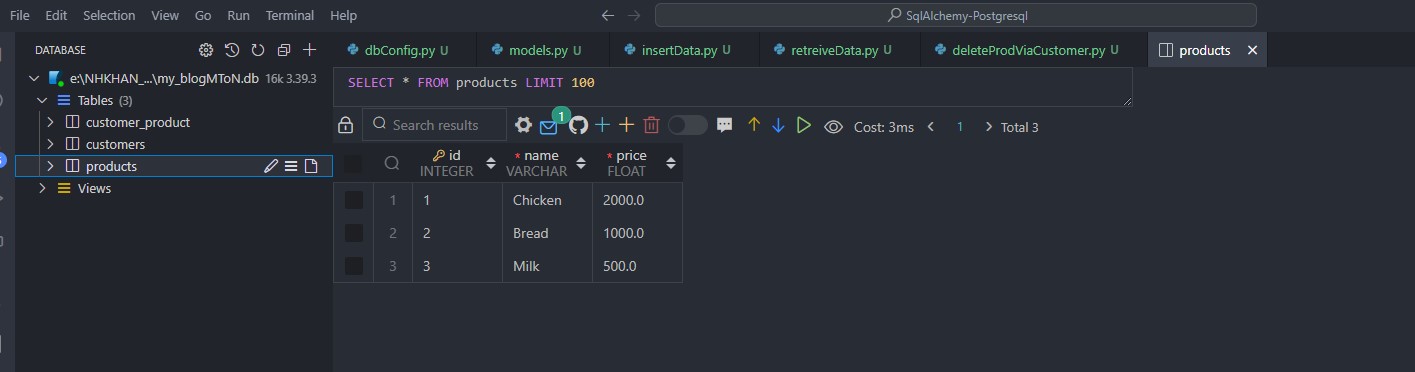 File Edit Selection View Go Run Terminal Help
SqlAlchemy-Postgresql
DATABASE
dbConfig.py U models.py U insertData.py U retreiveData.py U deleteProdViaCustomer.py U products
e:\NHKHAN_...\my_blogMToN.db 16k 3.39.3
SELECT * FROM products LIMIT 100
Tables (3)
customer_product
customers
products
Views
Search results 1 Cost: 3ms 1 Total 3
id * name * price
INTEGER VARCHAR FLOAT
1 1 Chicken 2000.0
2 2 Bread 1000.0
3 3 Milk 500.0